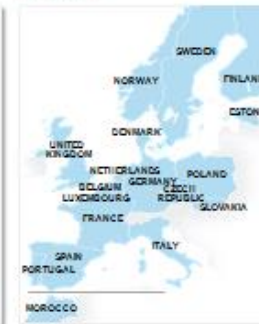 SWEDEN
NORWAY
FINLAN
ESTON
DENMARK
UNITED
KINGDOM
NETHERLANDS
POLAND
GERMANY
BELGIUM
CZECH
LUXEMBOURG
REPUBLIC
SLOVAKIA
FRANCE
ITALY
SPAIN
PORTUGAL
MOROCCO